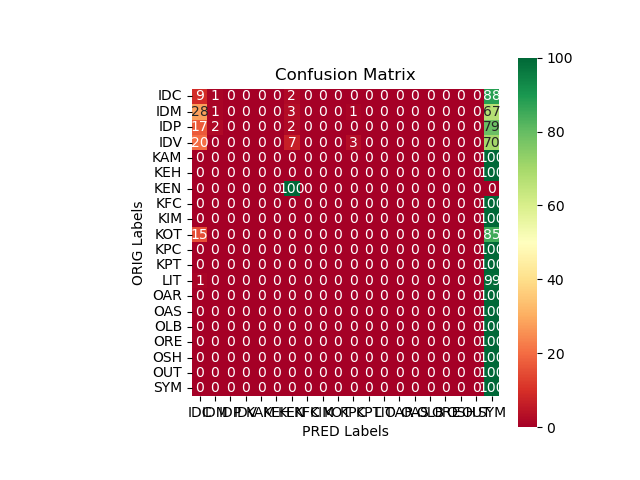 Confusion Matrix
IDC 9 1 0 0 0 0 2 0 0 0 0 0 0 0 0 0 0 0 0 88
IDM 28 1 0 0 0 0 3 0 0 0 1 0 0 0 0 0 0 0 0 67
IDP 17 2 0 0 0 0 2 0 0 0 0 0 0 0 0 0 0 0 0 79
IDV 20 0 0 0 0 0 7 0 0 0 3 0 0 0 0 0 0 0 0 70
KAM 0 0 0 0 0 0 0 0 0 0 0 0 0 0 0 0 0 0 0 100
KEH 0 0 0 0 0 0 0 0 0 0 0 0 0 0 0 0 0 0 0 100
KEN 0 0 0 0 0 0 100 0 0 0 0 0 0 0 0 0 0 0 0 0
KFC 0 0 0 0 0 0 0 0 0 0 0 0 0 0 0 0 0 0 0 100
KIM 0 0 0 0 0 0 0 0 0 0 0 0 0 0 0 0 0 0 0 100
KOT 15 0 0 0 0 0 0 0 0 0 0 0 0 0 0 0 0 0 0 85
KPC 0 0 0 0 0 0 0 0 0 0 0 0 0 0 0 0 0 0 0 100
KPT 0 0 0 0 0 0 0 0 0 0 0 0 0 0 0 0 0 0 0 100
LIT 1 0 0 0 0 0 0 0 0 0 0 0 0 0 0 0 0 0 0 99
OAR 0 0 0 0 0 0 0 0 0 0 0 0 0 0 0 0 0 0 0 100
OAS 0 0 0 0 0 0 0 0 0 0 0 0 0 0 0 0 0 0 0 100
OLB 0 0 0 0 0 0 0 0 0 0 0 0 0 0 0 0 0 0 0 100
ORE 0 0 0 0 0 0 0 0 0 0 0 0 0 0 0 0 0 0 0 100
OSH 0 0 0 0 0 0 0 0 0 0 0 0 0 0 0 0 0 0 0 100
OUT 0 0 0 0 0 0 0 0 0 0 0 0 0 0 0 0 0 0 0 100
SYM 0 0 0 0 0 0 0 0 0 0 0 0 0 0 0 0 0 0 0 100
IDC IDM IDP IDV KAM KEH KEN KFC KIM KOT KPC KPT LIT OAR OAS OLB ORE OSH OUT SYM
PRED Labels
ORIG Labels
100
80
60
40
20
0